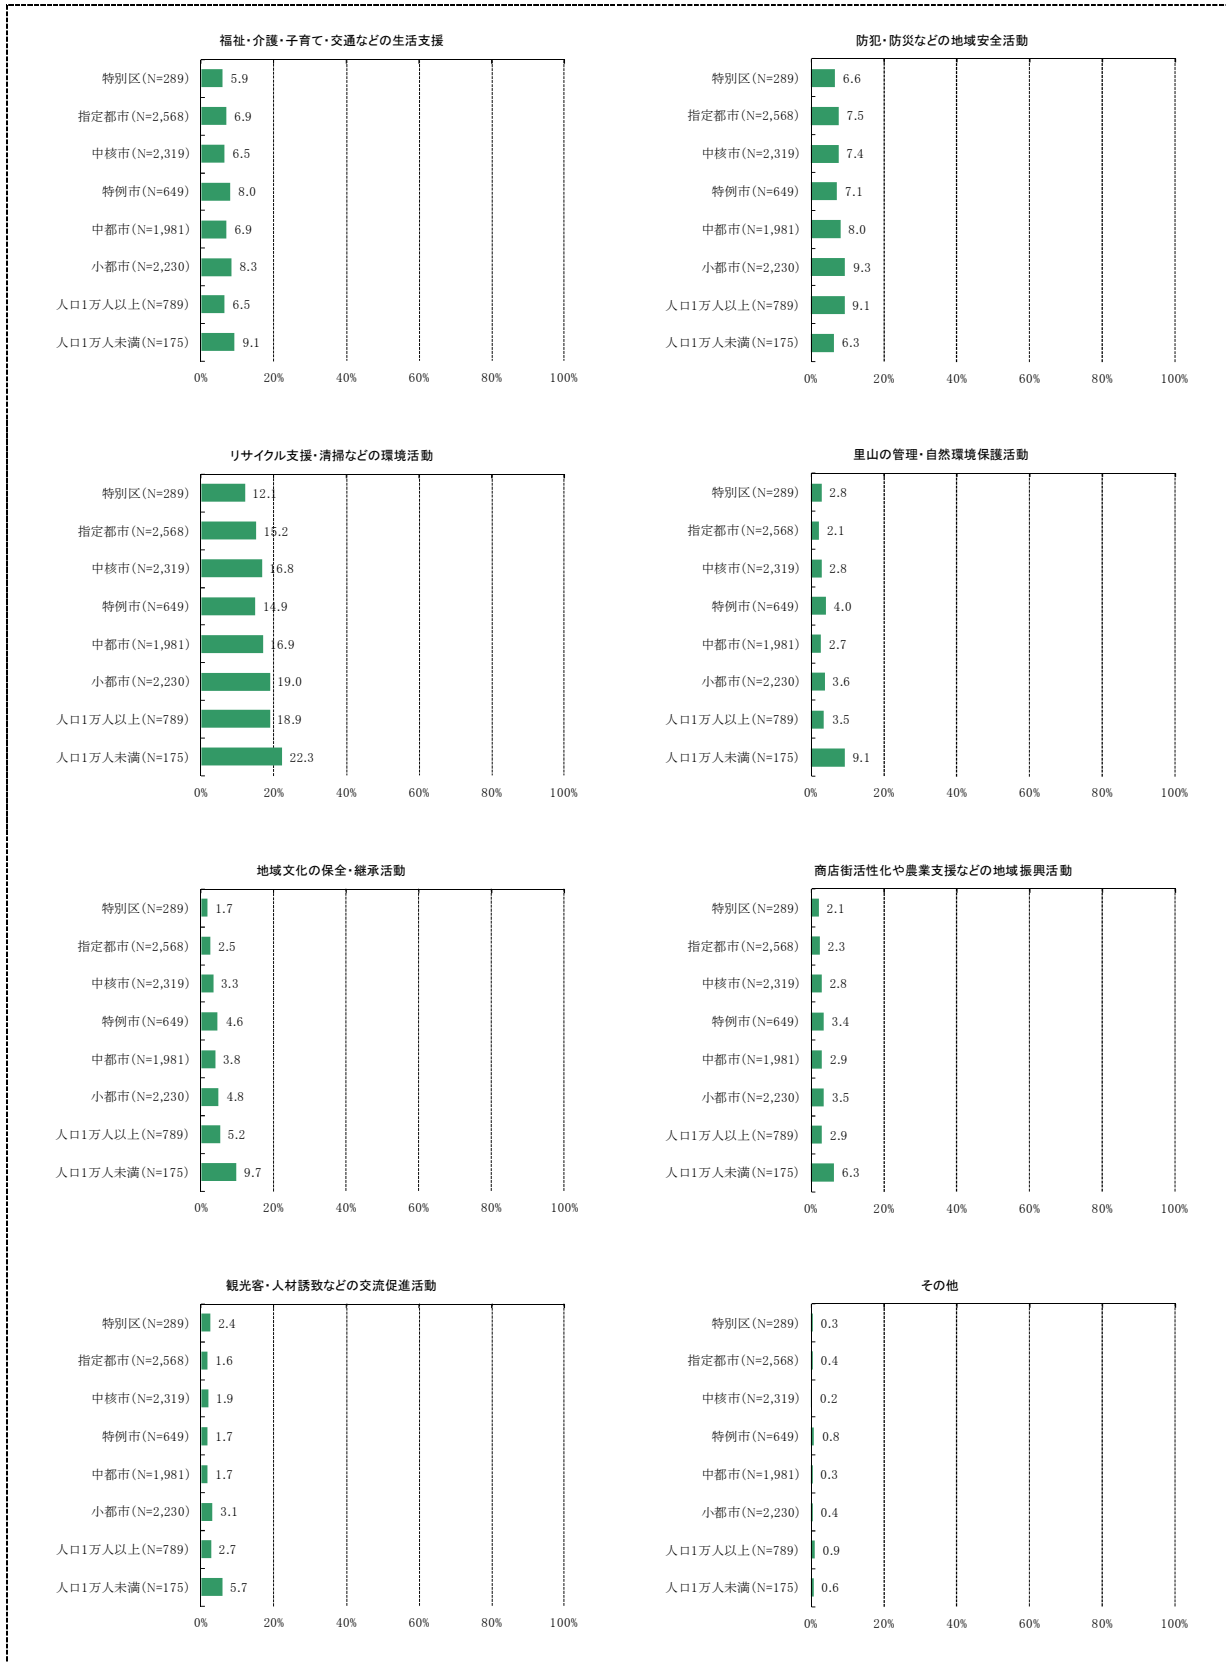 福祉・介護・子育て・交通などの生活支援
特別区(N=289) 5.9
指定都市(N=2,568) 6.9
中核市(N=2,319) 6.5
特例市(N=649) 8.0
中都市(N=1,981) 6.9
小都市(N=2,230) 8.3
人口1万人以上(N=789) 6.5
人口1万人未満(N=175) 9.1
0% 20% 40% 60% 80% 100%
防犯・防災などの地域安全活動
特別区(N=289) 6.6
指定都市(N=2,568) 7.5
中核市(N=2,319) 7.4
特例市(N=649) 7.1
中都市(N=1,981) 8.0
小都市(N=2,230) 9.3
人口1万人以上(N=789) 9.1
人口1万人未満(N=175) 6.3
0% 20% 40% 60% 80% 100%
リサイクル支援・清掃などの環境活動
特別区(N=289) 12.1
指定都市(N=2,568) 15.2
中核市(N=2,319) 16.8
特例市(N=649) 14.9
中都市(N=1,981) 16.9
小都市(N=2,230) 19.0
人口1万人以上(N=789) 18.9
人口1万人未満(N=175) 22.3
0% 20% 40% 60% 80% 100%
里山の管理・自然環境保護活動
特別区(N=289) 2.8
指定都市(N=2,568) 2.1
中核市(N=2,319) 2.8
特例市(N=649) 4.0
中都市(N=1,981) 2.7
小都市(N=2,230) 3.6
人口1万人以上(N=789) 3.5
人口1万人未満(N=175) 9.1
0% 20% 40% 60% 80% 100%
地域文化の保全・継承活動
特別区(N=289) 1.7
指定都市(N=2,568) 2.5
中核市(N=2,319) 3.3
特例市(N=649) 4.6
中都市(N=1,981) 3.8
小都市(N=2,230) 4.8
人口1万人以上(N=789) 5.2
人口1万人未満(N=175) 9.7
0% 20% 40% 60% 80% 100%
商店街活性化や農業支援などの地域振興活動
特別区(N=289) 2.1
指定都市(N=2,568) 2.3
中核市(N=2,319) 2.8
特例市(N=649) 3.4
中都市(N=1,981) 2.9
小都市(N=2,230) 3.5
人口1万人以上(N=789) 2.9
人口1万人未満(N=175) 6.3
0% 20% 40% 60% 80% 100%
観光客・人材誘致などの交流促進活動
特別区(N=289) 2.4
指定都市(N=2,568) 1.6
中核市(N=2,319) 1.9
特例市(N=649) 1.7
中都市(N=1,981) 1.7
小都市(N=2,230) 3.1
人口1万人以上(N=789) 2.7
人口1万人未満(N=175) 5.7
0% 20% 40% 60% 80% 100%
その他
特別区(N=289) 0.3
指定都市(N=2,568) 0.4
中核市(N=2,319) 0.2
特例市(N=649) 0.8
中都市(N=1,981) 0.3
小都市(N=2,230) 0.4
人口1万人以上(N=789) 0.9
人口1万人未満(N=175) 0.6
0% 20% 40% 60% 80% 100%